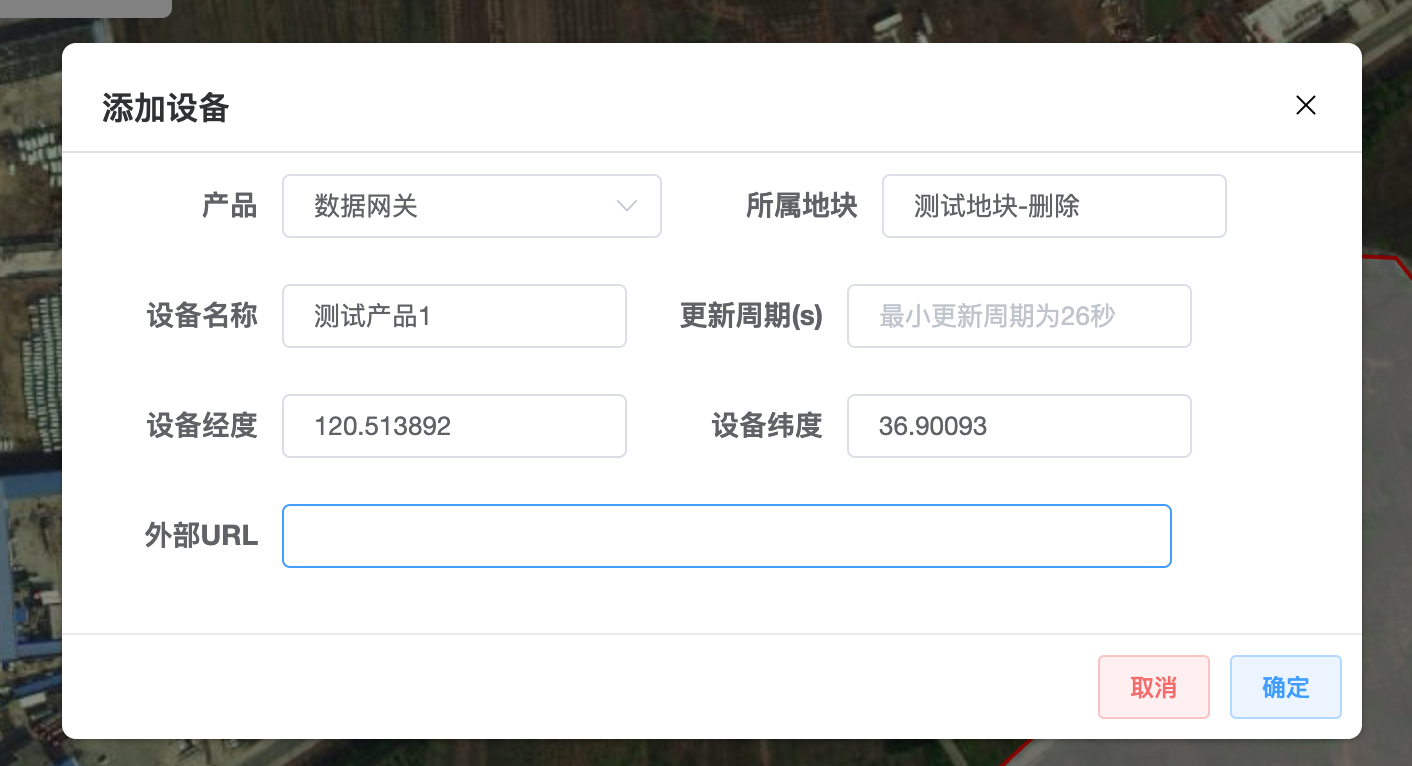 添加设备
产品 数据网关 所属地块 测试地块-删除
设备名称 测试产品1 更新周期(s) 最小更新周期为26秒
设备经度 120.513892 设备纬度 36.90093
外部URL
取消 确定